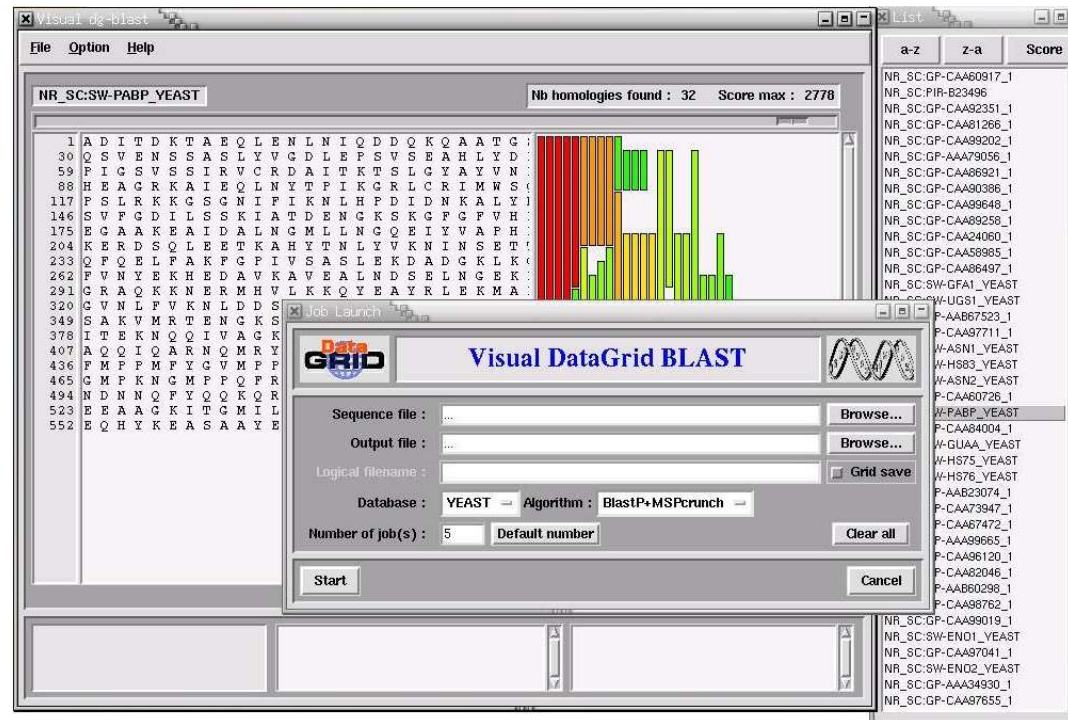 Visual dg-blast
File Option Help
NR_SC:SW-PABP_YEAST
Nb homologies found : 32 Score max : 2778
1 A D I T D K T A E Q L E N L N I Q D D Q K Q A A T G
30 Q S V E N S S A S L Y V G D L E P S V S E A H L Y D
59 P I G S V S S I R V C R D A I T K T S L G Y A Y V N
88 H E A G R K A I E Q L N Y T P I K G R L C R I M W S
117 P S L R K K G S G N I F I K N L H P D I D N K A L Y
146 S V F G D I L S S K I A T D E N G K S K G F G F V H
175 E G A A K E A I D A L N G M L L N G Q E I Y V A P H
204 K E R D S Q L E E T K A H Y T N L Y V K N I N S E T
233 Q F Q E L F A K F G P I V S A S L E K D A D G K L K
262 F V N Y E K H E D A V K A V E A L N D S E L N G E K
291 G R A Q K K N E R M H V L K K Q Y E A Y R L E K M A
320 G V N L F V K N L D D S
349 S A K V M R T E N G K S
378 I T E K N Q Q I V A G K
407 A Q Q I Q A R N Q M R Y
436 F M P P M F Y G V M P P
465 G M P K N G M P P Q F R
494 N D N N Q F Y Q Q K Q R
523 E E A A G K I T G M I L
552 E Q H Y K E A S A A Y E
Job Launch
Data GRID
Visual DataGrid BLAST
Sequence file : ... Browse...
Output file : ... Browse...
Logical filename : Grid save
Database : YEAST Algorithm : BlastP+MSPcrunch
Number of job(s) : 5 Default number Clear all
Start Cancel
List
a-z z-a Score
NR_SC:GP-CAA60917_1
NR_SC:PIR-B23496
NR_SC:GP-CAA92351_1
NR_SC:GP-CAA81266_1
NR_SC:GP-CAA99202_1
NR_SC:GP-AAA79056_1
NR_SC:GP-CAA86921_1
NR_SC:GP-CAA90386_1
NR_SC:GP-CAA99648_1
NR_SC:GP-CAA89258_1
NR_SC:GP-CAA24060_1
NR_SC:GP-CAA58985_1
NR_SC:GP-CAA86497_1
NR_SC:SW-GFA1_YEAST
NR_SC:SW-UGS1_YEAST
P-AAB67523_1
P-CAA97711_1
W-ASN1_YEAST
W-HS83_YEAST
W-ASN2_YEAST
P-CAA60726_1
W-PABP_YEAST
P-CAA84004_1
W-GUAA_YEAST
W-HS75_YEAST
W-HS76_YEAST
P-AAB23074_1
P-CAA73947_1
P-CAA67472_1
P-AAA99665_1
P-CAA96120_1
P-CAA82046_1
P-AAB60298_1
P-CAA98762_1
NR_SC:GP-CAA99019_1
NR_SC:SW-ENO1_YEAST
NR_SC:GP-CAA97041_1
NR_SC:SW-ENO2_YEAST
NR_SC:GP-AAA34930_1
NR_SC:GP-CAA97655_1